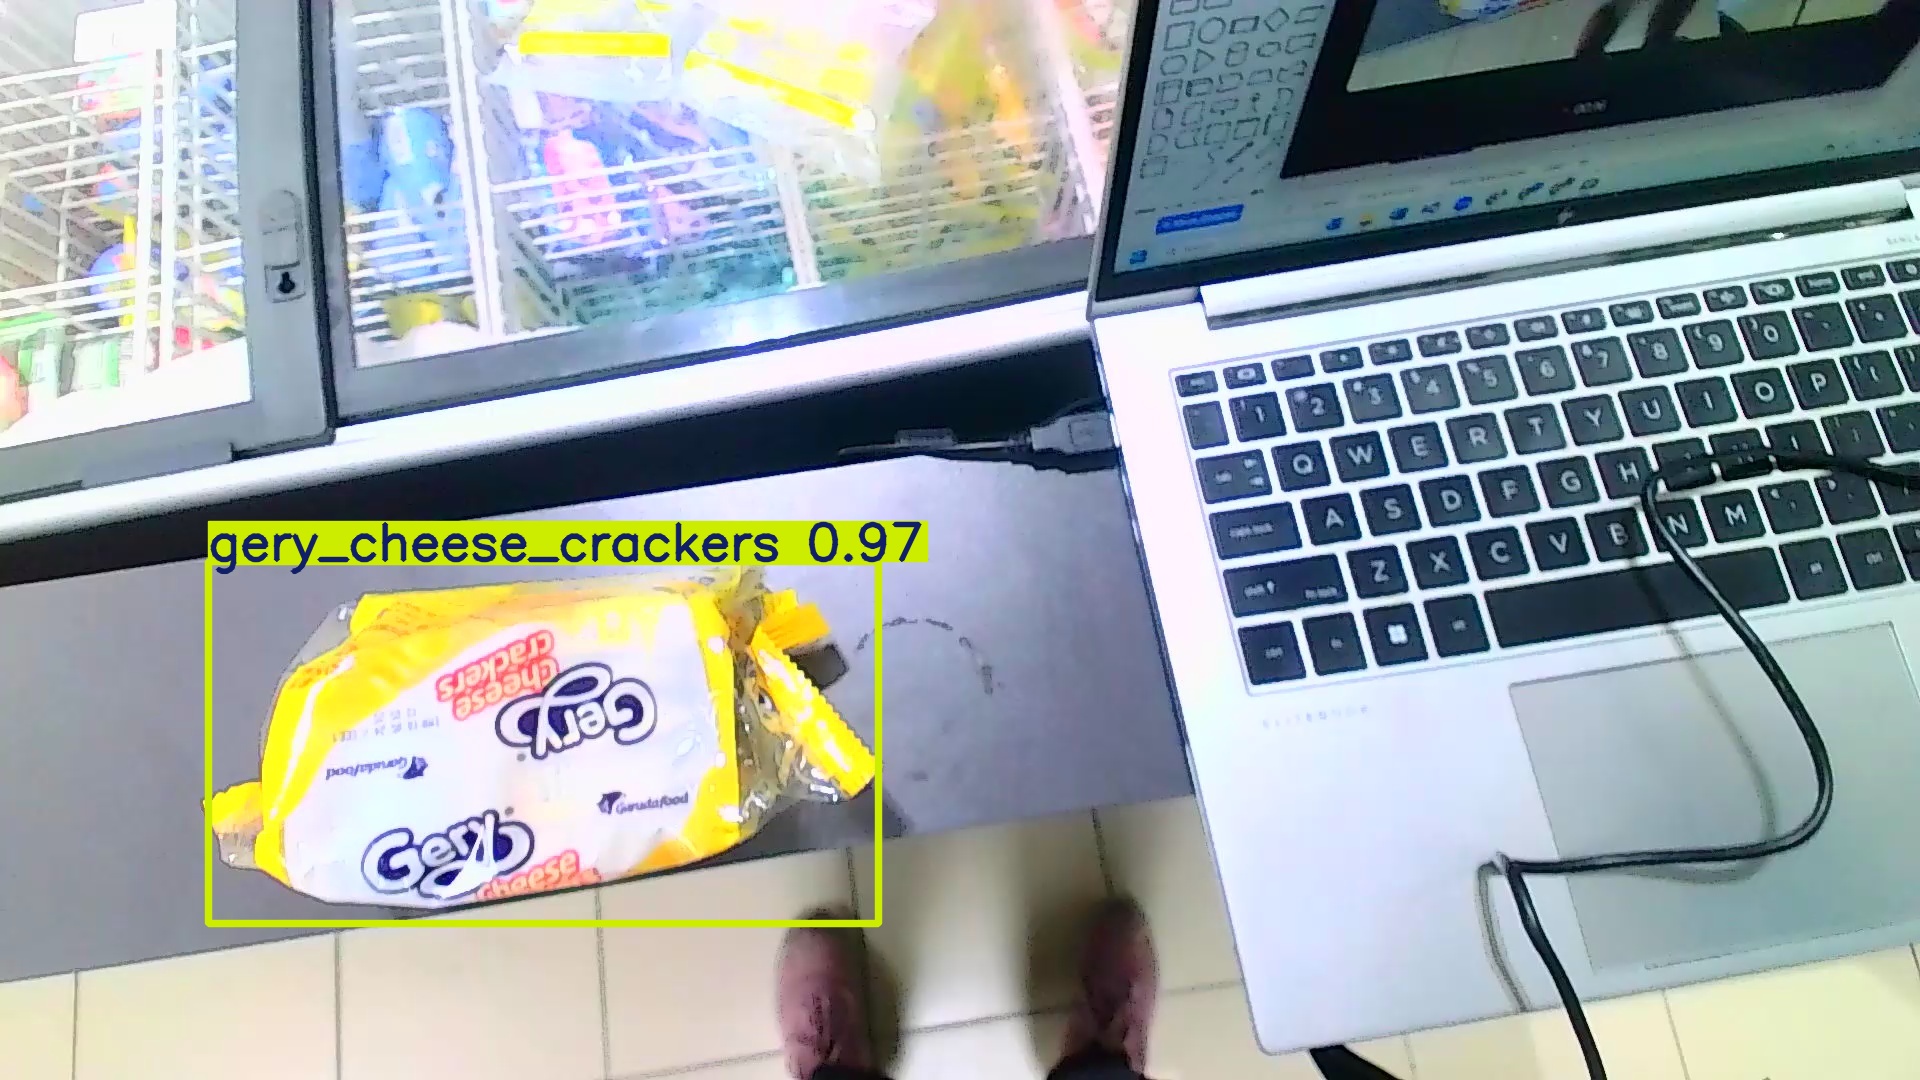 gery_cheese_crackers 0.97
cheese
crackers
Gery
Garudafood
Garudafood
Gery
cheese
1 2 3 4 5 6 7 8 9 0
Q W E R T Y U I O P
A S D F G H
Z X C V B N M
ELITEBOOK